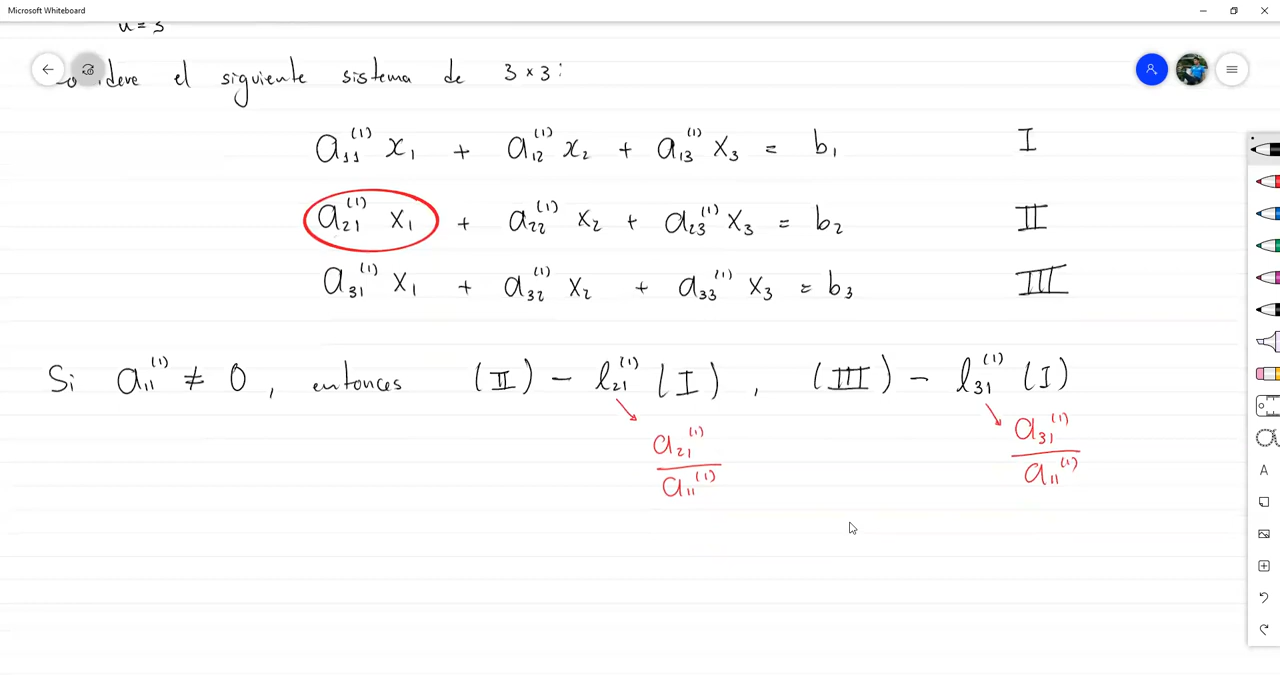 Microsoft Whiteboard
n = 3
el siguiente sistema de 3 × 3:
a₁₁⁽¹⁾ x₁ + a₁₂⁽¹⁾ x₂ + a₁₃⁽¹⁾ x₃ = b₁ I
a₂₁⁽¹⁾ x₁ + a₂₂⁽¹⁾ x₂ + a₂₃⁽¹⁾ x₃ = b₂ II
a₃₁⁽¹⁾ x₁ + a₃₂⁽¹⁾ x₂ + a₃₃⁽¹⁾ x₃ = b₃ III
Si a₁₁⁽¹⁾ ≠ 0, entonces (II) - l₂₁⁽¹⁾ (I), (III) - l₃₁⁽¹⁾ (I)
a₂₁⁽¹⁾ a₃₁⁽¹⁾
a₁₁⁽¹⁾ a₁₁⁽¹⁾